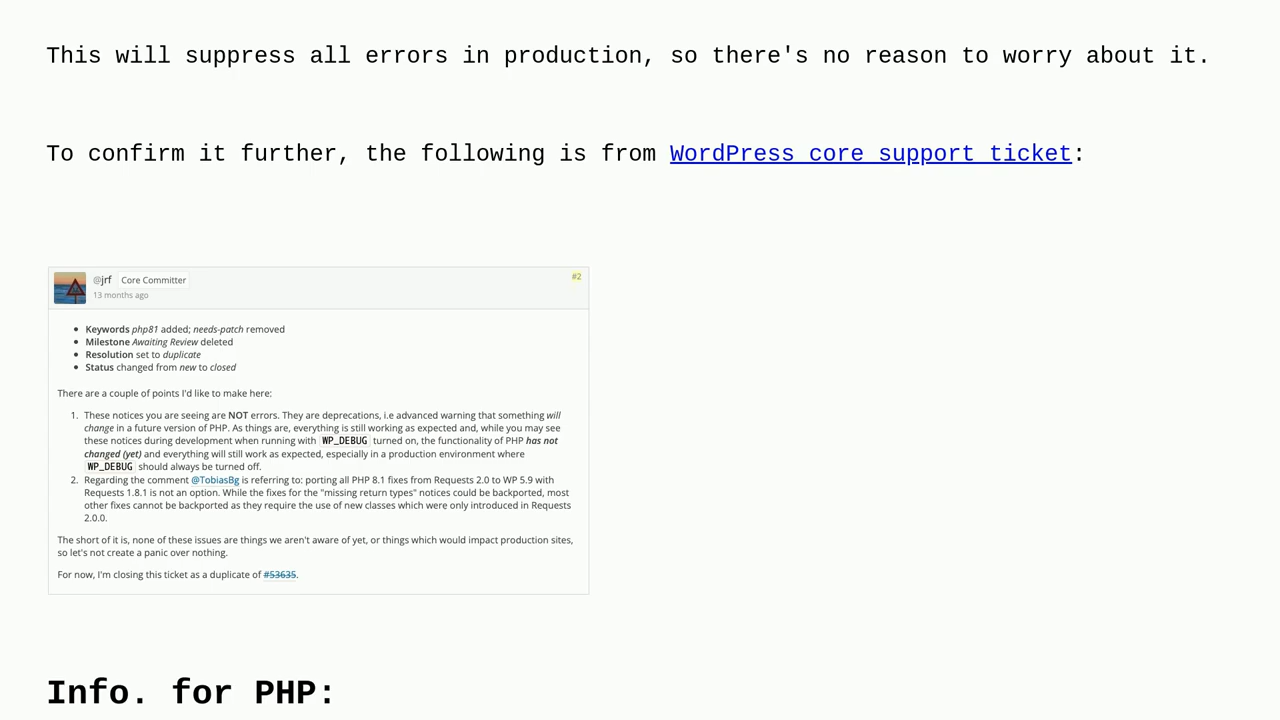 This will suppress all errors in production, so there's no reason to worry about it.
To confirm it further, the following is from WordPress core support ticket:
@jrf Core Committer #2
13 months ago
Keywords php81 added; needs-patch removed
Milestone Awaiting Review deleted
Resolution set to duplicate
Status changed from new to closed
There are a couple of points I'd like to make here:
1. These notices you are seeing are NOT errors. They are deprecations, i.e advanced warning that something will
change in a future version of PHP. As things are, everything is still working as expected and, while you may see
these notices during development when running with WP_DEBUG turned on, the functionality of PHP has not
changed (yet) and everything will still work as expected, especially in a production environment where
WP_DEBUG should always be turned off.
2. Regarding the comment @TobiasBg is referring to: porting all PHP 8.1 fixes from Requests 2.0 to WP 5.9 with
Requests 1.8.1 is not an option. While the fixes for the "missing return types" notices could be backported, most
other fixes cannot be backported as they require the use of new classes which were only introduced in Requests
2.0.0.
The short of it is, none of these issues are things we aren't aware of yet, or things which would impact production sites,
so let's not create a panic over nothing.
For now, I'm closing this ticket as a duplicate of #53635.
Info. for PHP: